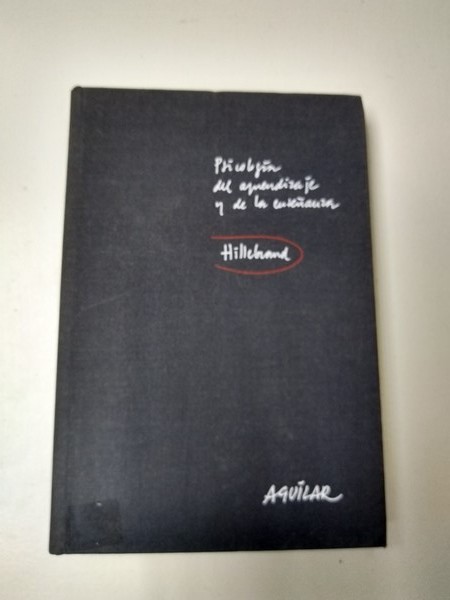 Psicología
del aprendizaje
y de la enseñanza
Hillebrand
AGUILAR